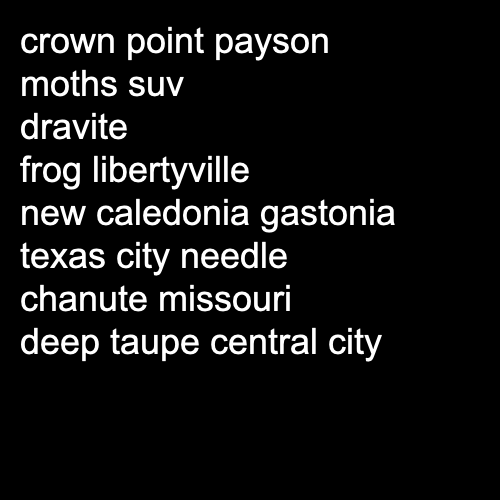 crown point payson
moths suv
dravite
frog libertyville
new caledonia gastonia
texas city needle
chanute missouri
deep taupe central city